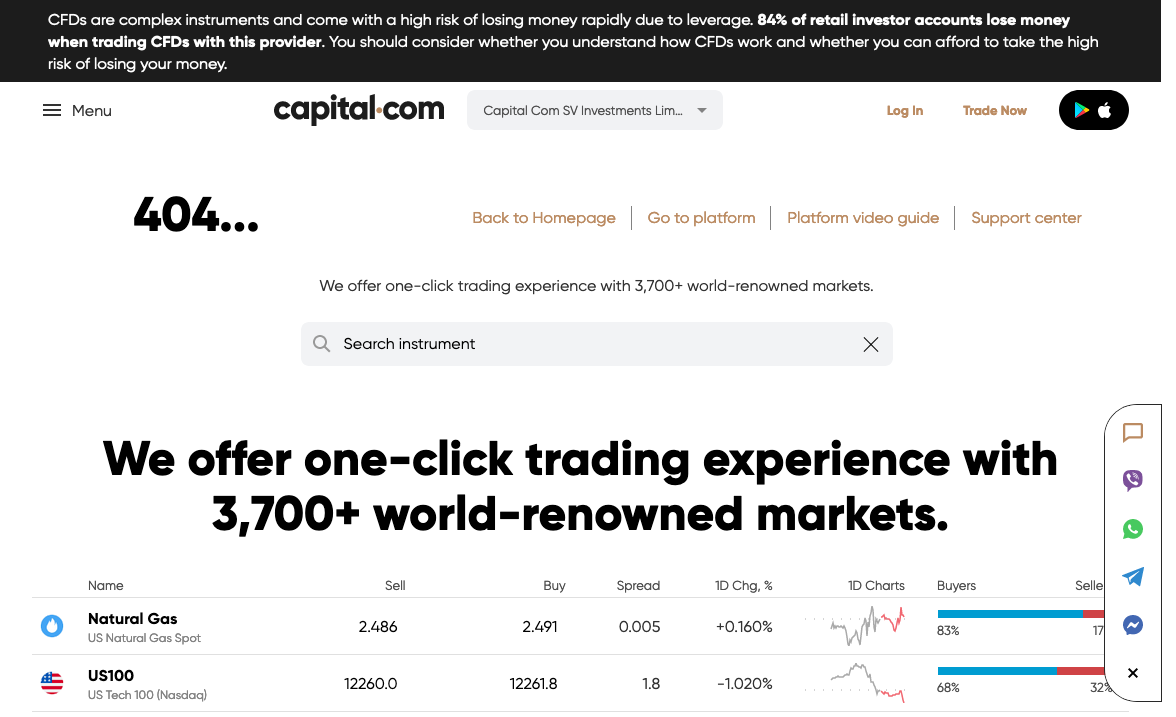 CFDs are complex instruments and come with a high risk of losing money rapidly due to leverage. 84% of retail investor accounts lose money
when trading CFDs with this provider. You should consider whether you understand how CFDs work and whether you can afford to take the high
risk of losing your money.
Menu
capital.com
Capital Com SV Investments Lim...
Log In
Trade Now
404...
Back to Homepage
Go to platform
Platform video guide
Support center
We offer one-click trading experience with 3,700+ world-renowned markets.
Search instrument
We offer one-click trading experience with
3,700+ world-renowned markets.
Name Sell Buy Spread 1D Chg, % 1D Charts Buyers Selle
Natural Gas
US Natural Gas Spot
2.486 2.491 0.005 +0.160%
83% 17
US100
US Tech 100 (Nasdaq)
12260.0 12261.8 1.8 -1.020%
68% 32%